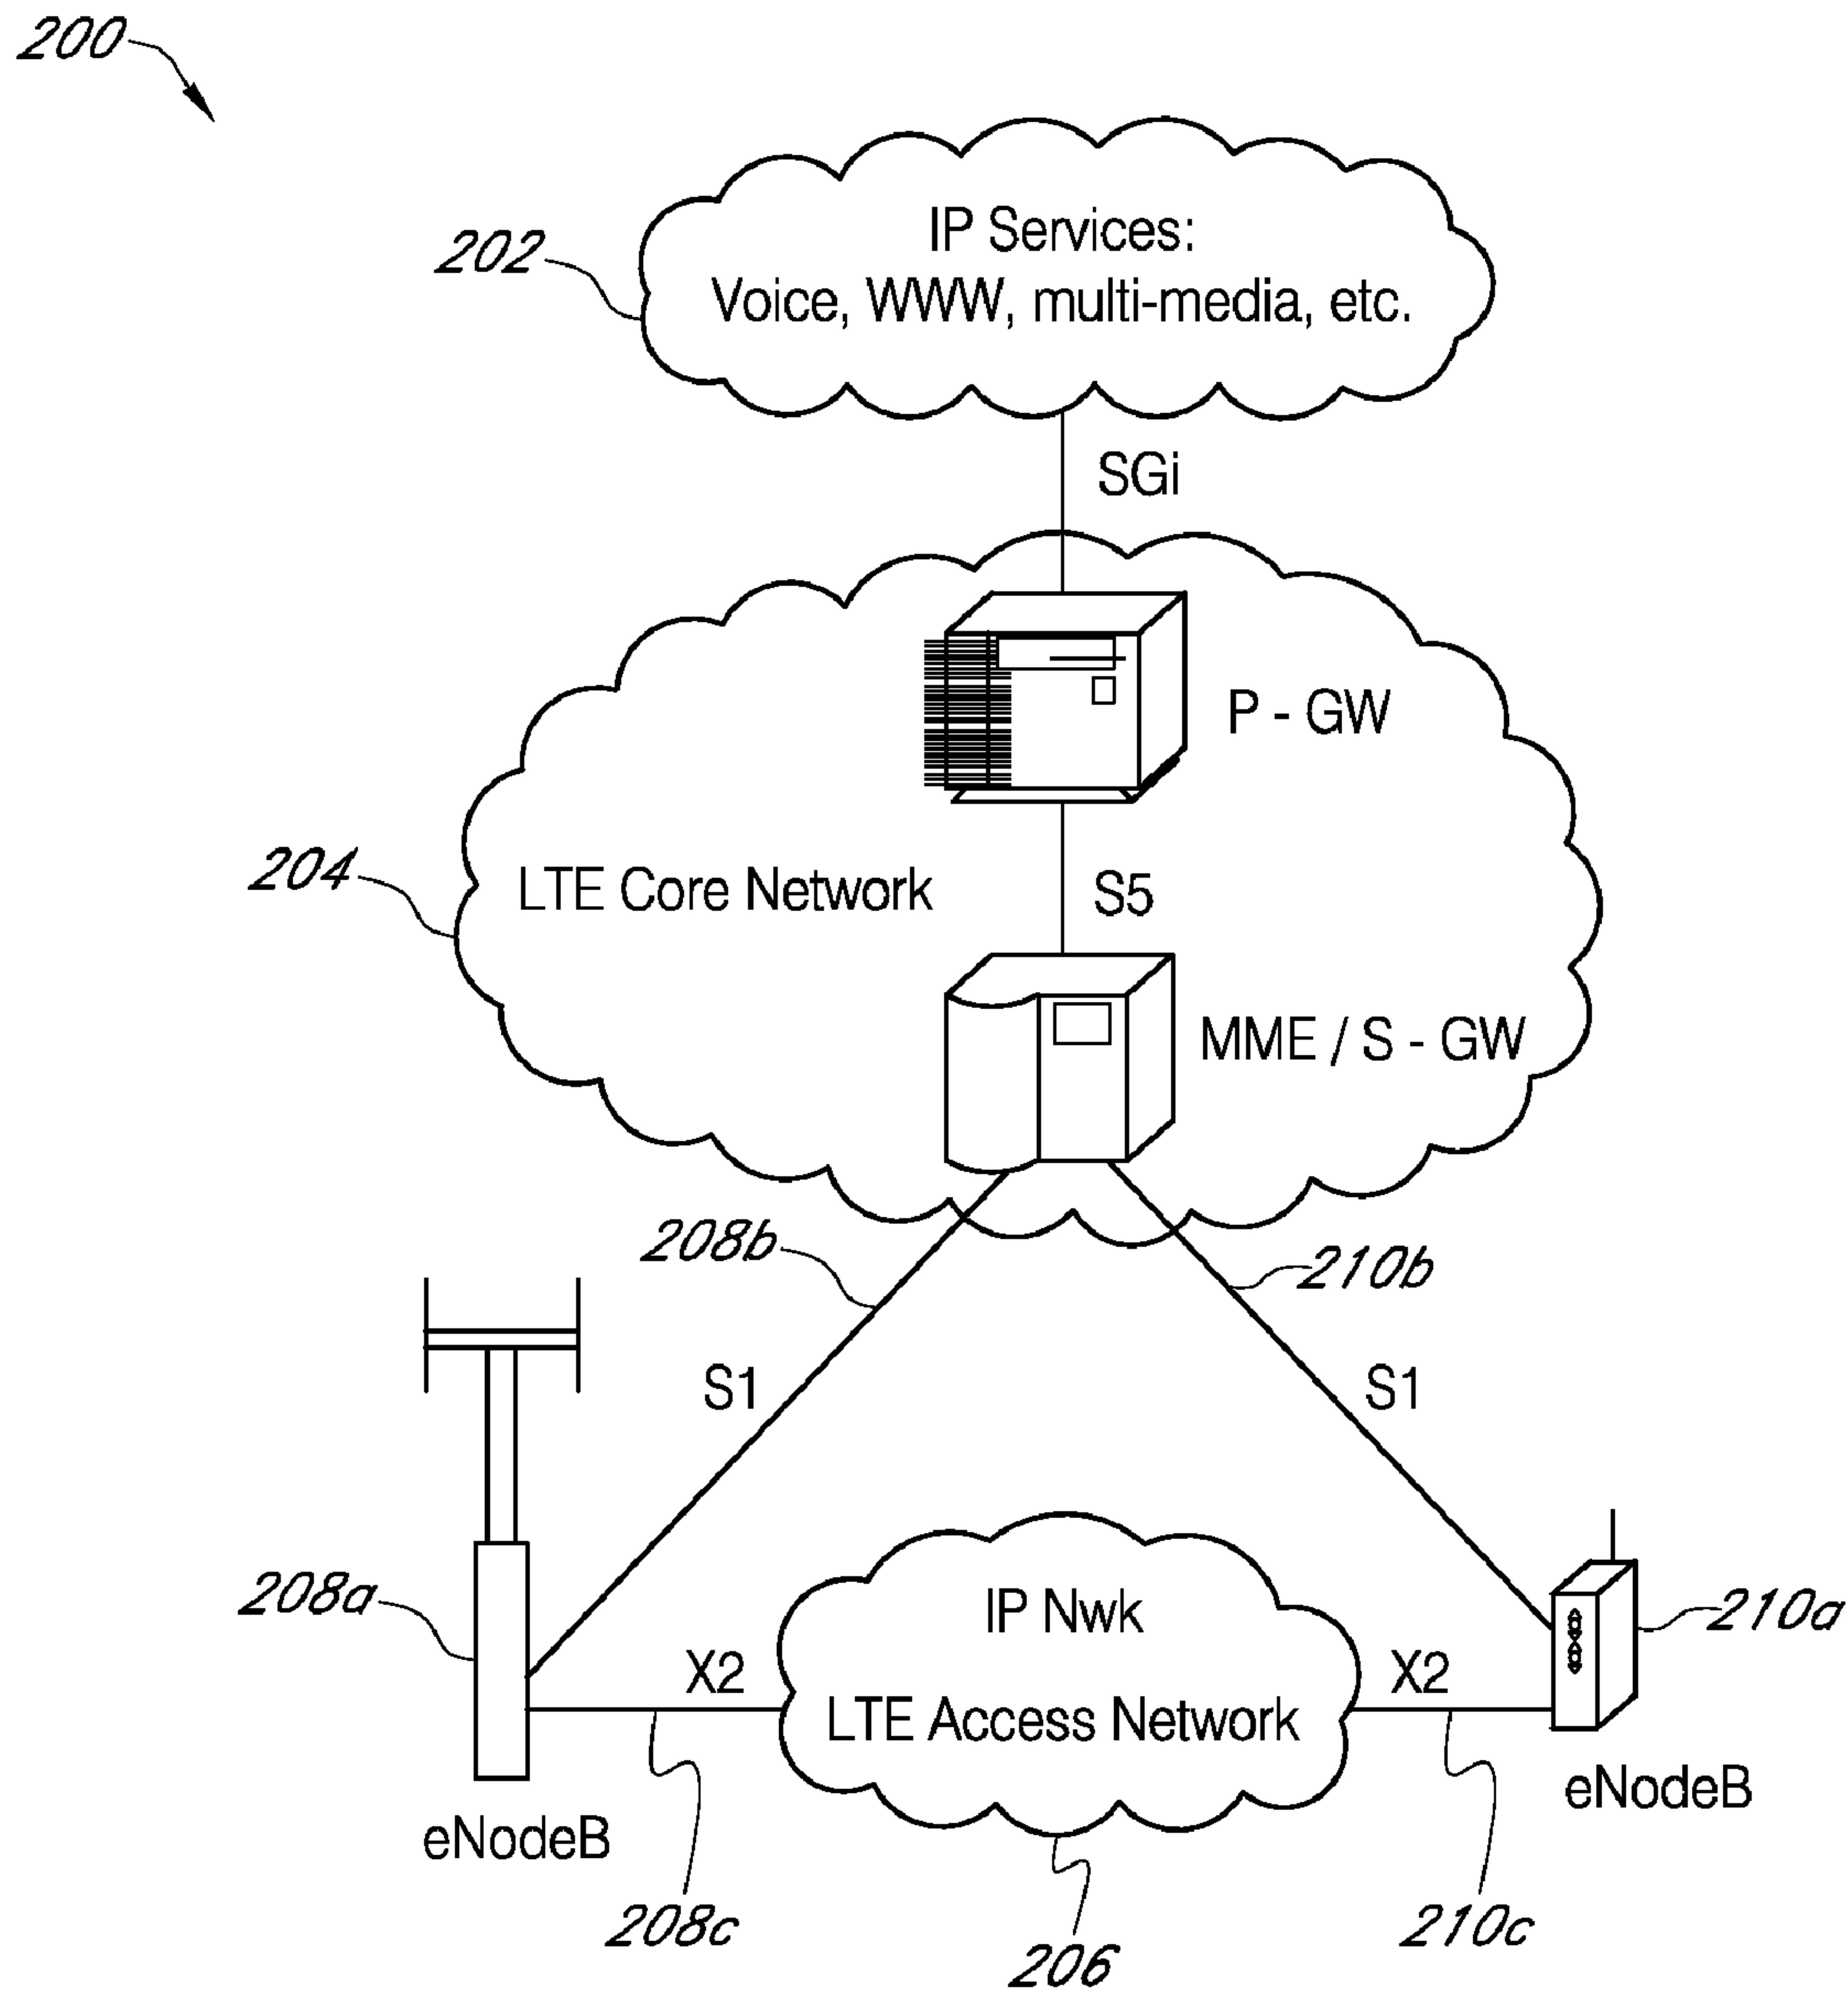 200
IP Services:
202
Voice, WWW, multi-media, etc.
SGi
P - GW
204
LTE Core Network
S5
MME / S - GW
208b
210b
S1
S1
208a
IP Nwk
210a
X2
X2
LTE Access Network
eNodeB
eNodeB
208c
210c
206